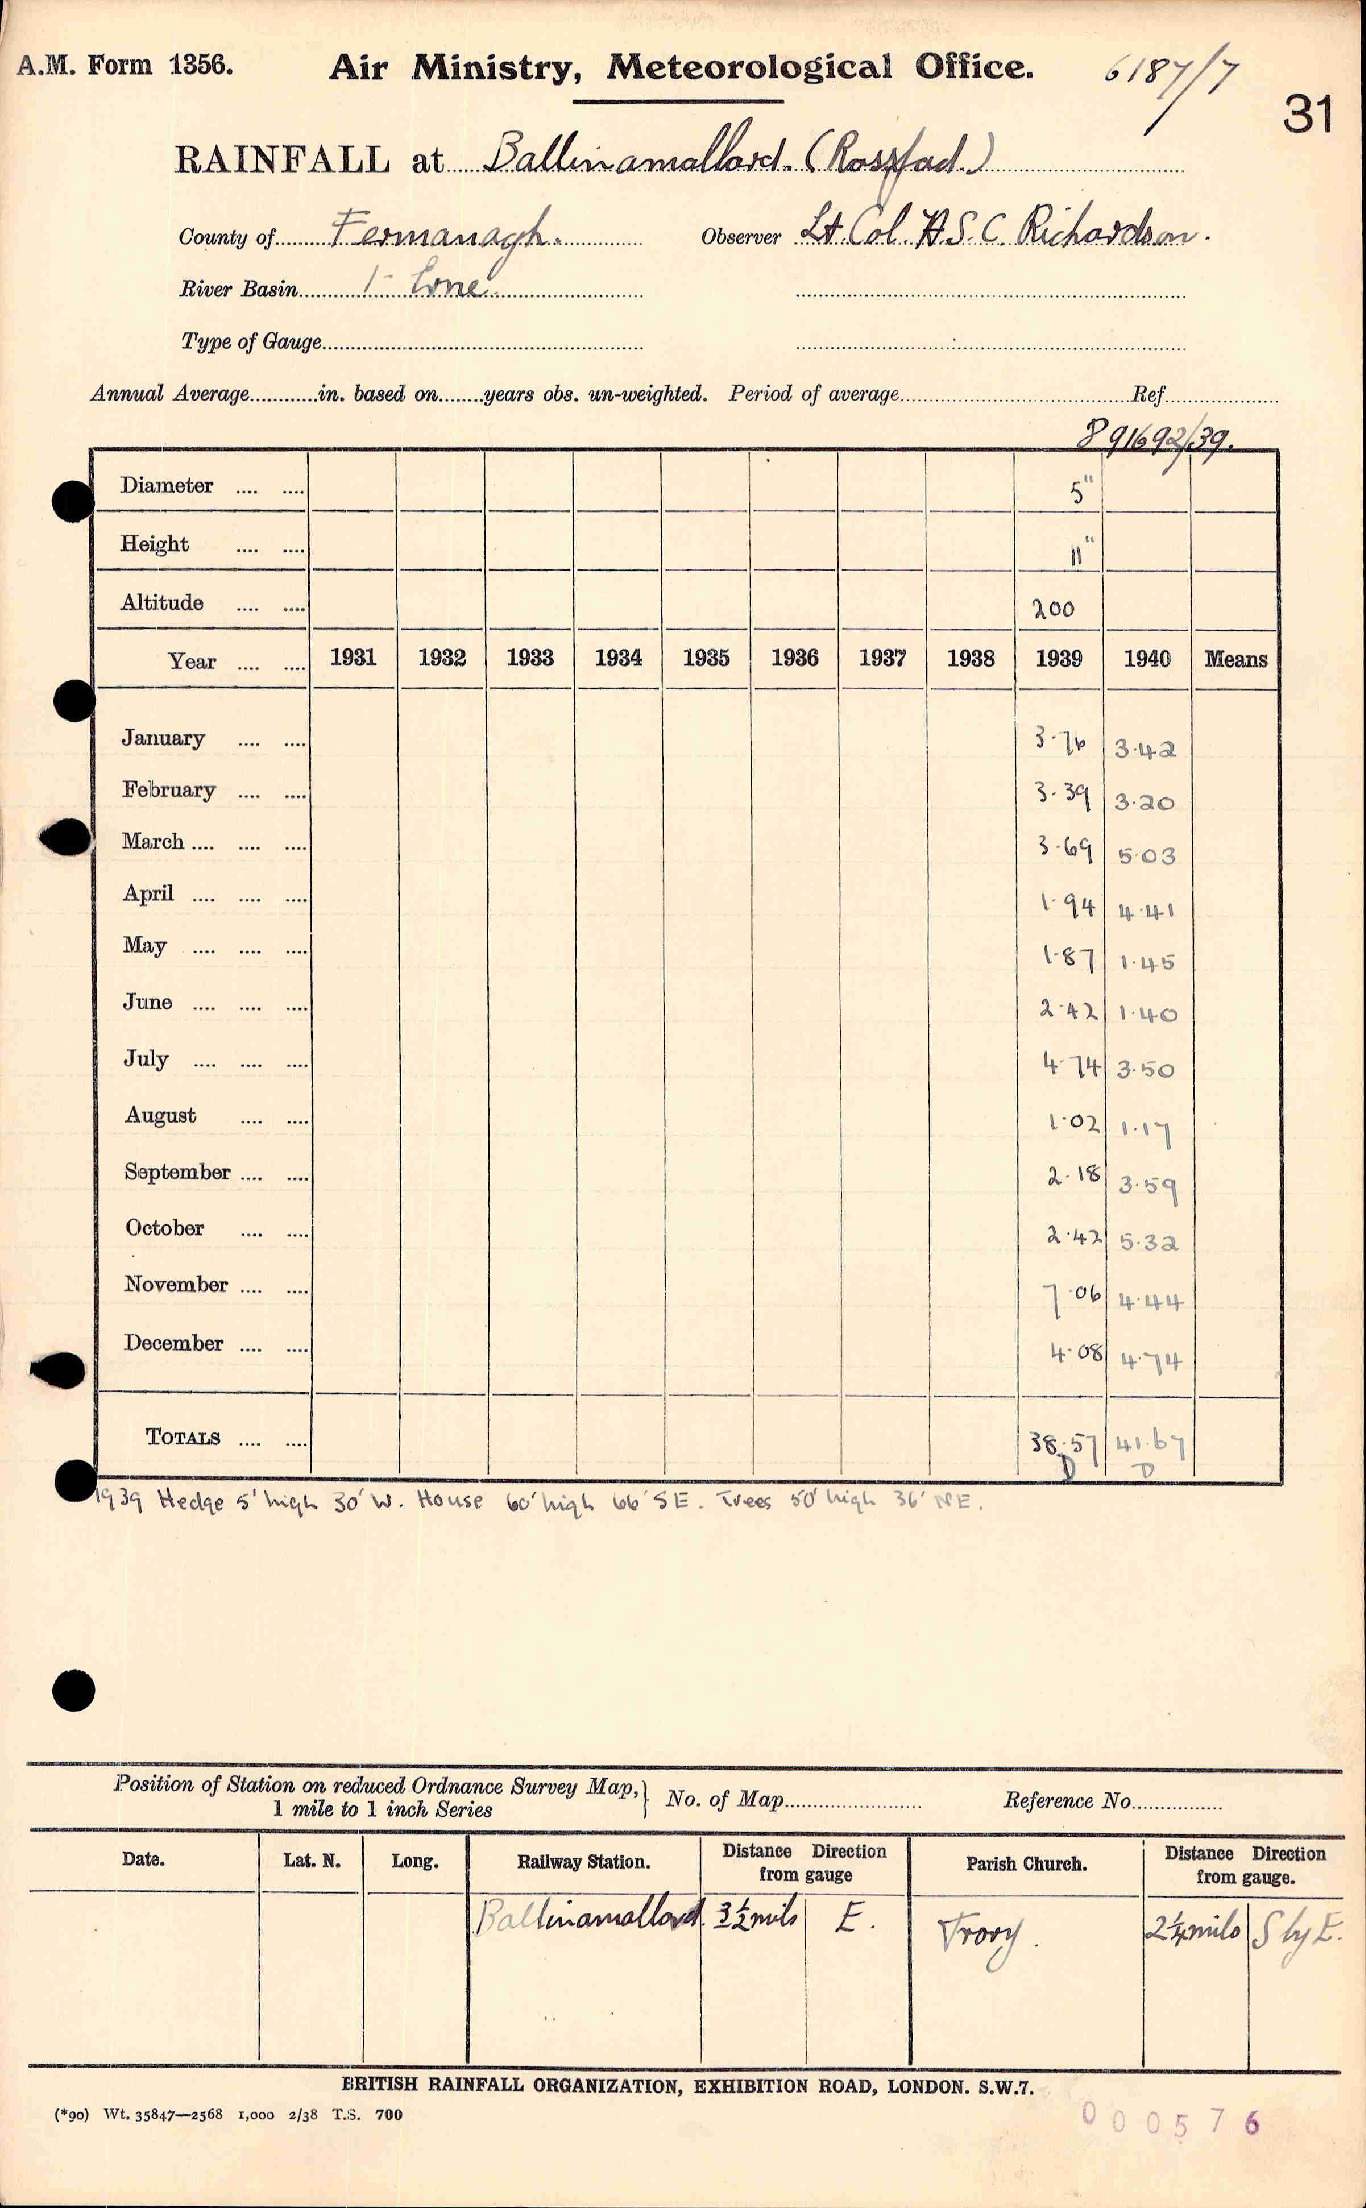 A.M. Form 1356. Air Ministry, Meteorological Office. 6187/7
31
RAINFALL at Ballinamallard. (Rossfad.)
County of Fermanagh. Observer Lt. Col. H.S.C. Richardson.
River Basin 1- Erne
Type of Gauge
Annual Average in. based on years obs. un-weighted. Period of average Ref
891692/39.
Diameter 5"
Height 11"
Altitude 200
Year 1931 1932 1933 1934 1935 1936 1937 1938 1939 1940 Means
January 3.76 3.42
February 3.39 3.20
March 3.69 5.03
April 1.94 4.41
May 1.87 1.45
June 2.42 1.40
July 4.74 3.50
August 1.02 1.17
September 2.18 3.59
October 2.42 5.32
November 7.06 4.44
December 4.08 4.74
TOTALS 38.57 41.67
D D
1939 Hedge 5' high 30' W. House 60' high 66' SE. Trees 50' high 36' NE.
Position of Station on reduced Ordnance Survey Map, 1 mile to 1 inch Series } No. of Map Reference No
Date. Lat. N. Long. Railway Station. Distance Direction from gauge Parish Church. Distance Direction from gauge.
Ballinamallard 3½ mils E. Trory. 2¼ mils S by E.
BRITISH RAINFALL ORGANIZATION, EXHIBITION ROAD, LONDON. S.W.7.
(*90) Wt. 35847—2568 1,000 2/38 T.S. 700
000576